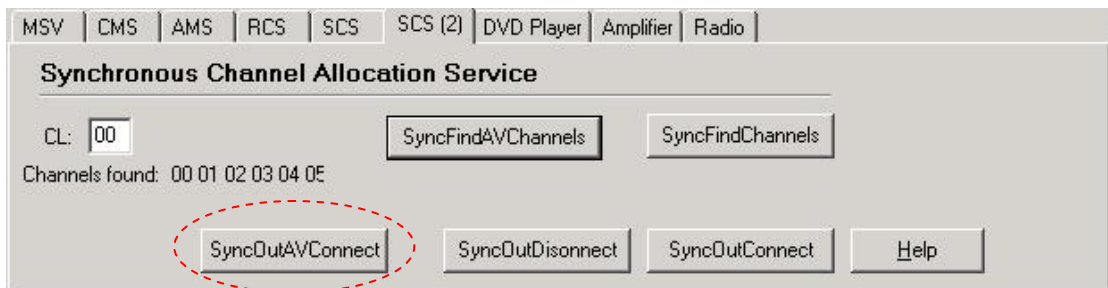 MSV CMS AMS RCS SCS SCS (2) DVD Player Amplifier Radio
Synchronous Channel Allocation Service
CL: 00 SyncFindAVChannels SyncFindChannels
Channels found: 00 01 02 03 04 05
SyncOutAVConnect SyncOutDisonnect SyncOutConnect Help